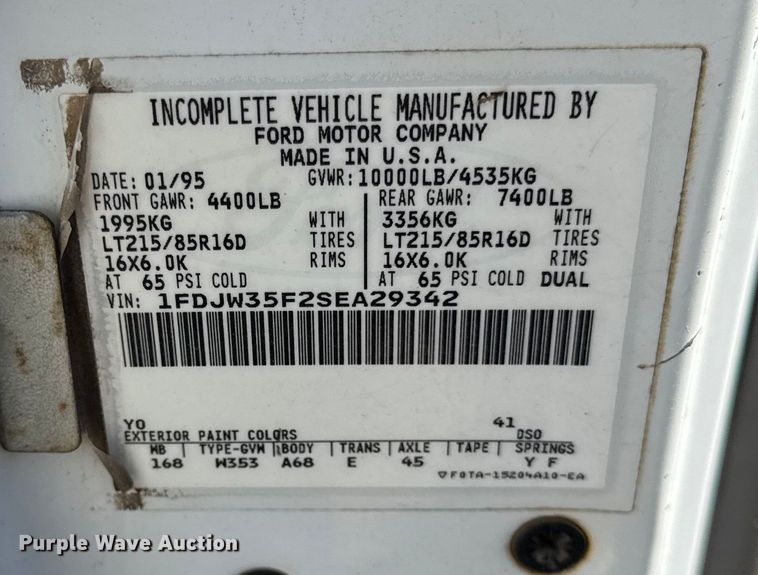 INCOMPLETE VEHICLE MANUFACTURED BY
FORD MOTOR COMPANY
MADE IN U.S.A.
DATE: 01/95 GVWR: 10000LB/4535KG
FRONT GAWR: 4400LB REAR GAWR: 7400LB
1995KG WITH 3356KG WITH
LT215/85R16D TIRES LT215/85R16D TIRES
16X6.0K RIMS 16X6.0K RIMS
AT 65 PSI COLD AT 65 PSI COLD DUAL
VIN: 1FDJW35F2SEA29342
YO 41
EXTERIOR PAINT COLORS DSO
WB TYPE-GVW BODY TRANS AXLE TAPE SPRINGS
168 W353 A68 E 45 Y F
F0TA-15204A10-EA
Purple Wave Auction